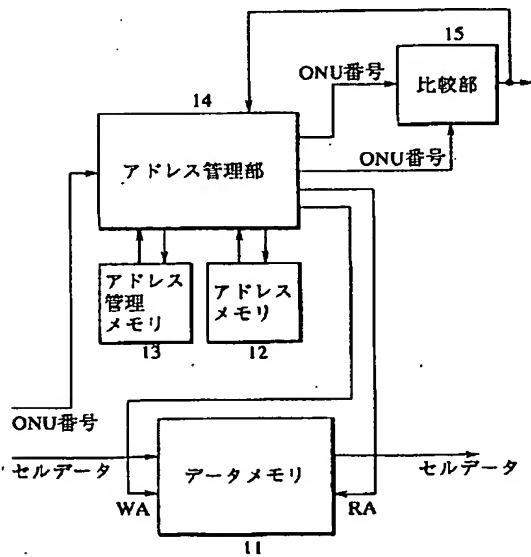 15
ONU番号
比較部
14
ONU番号
アドレス管理部
アドレス
管理
メモリ
アドレス
メモリ
13
12
ONU番号
セルデータ
データメモリ
セルデータ
WA
RA
11